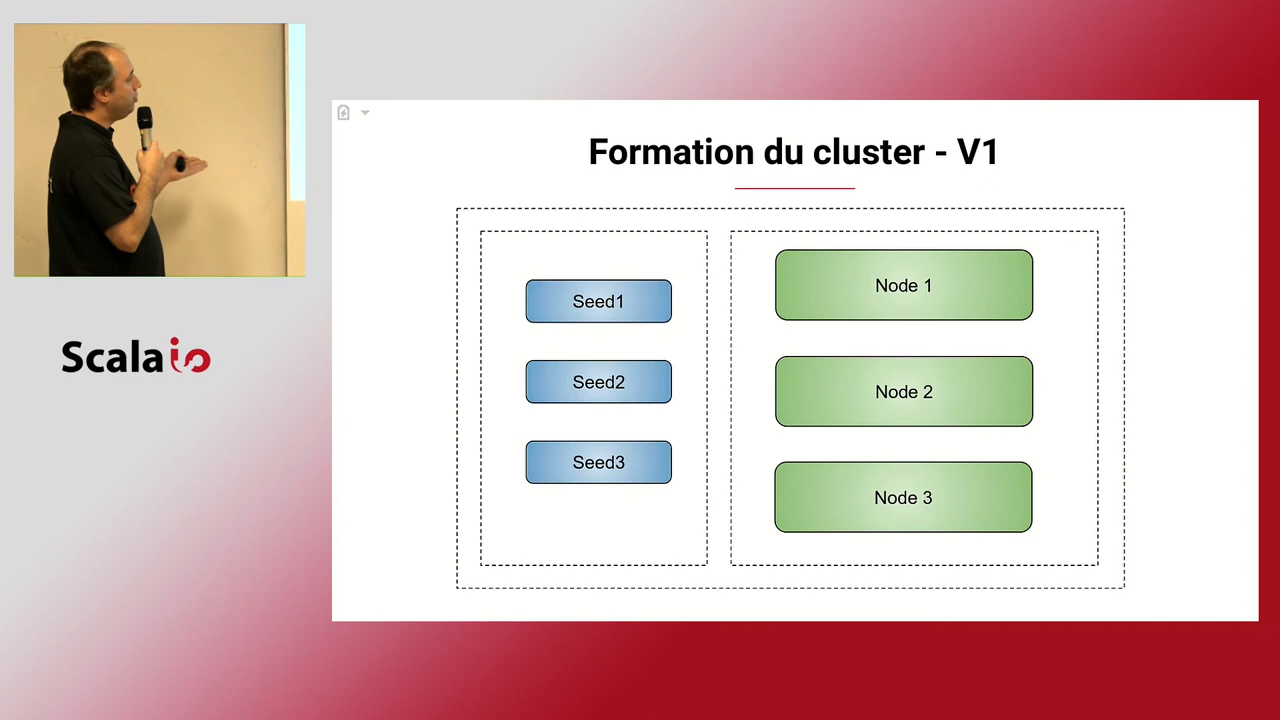 Formation du cluster - V1
Seed1
Seed2
Seed3
Node 1
Node 2
Node 3
Scala io